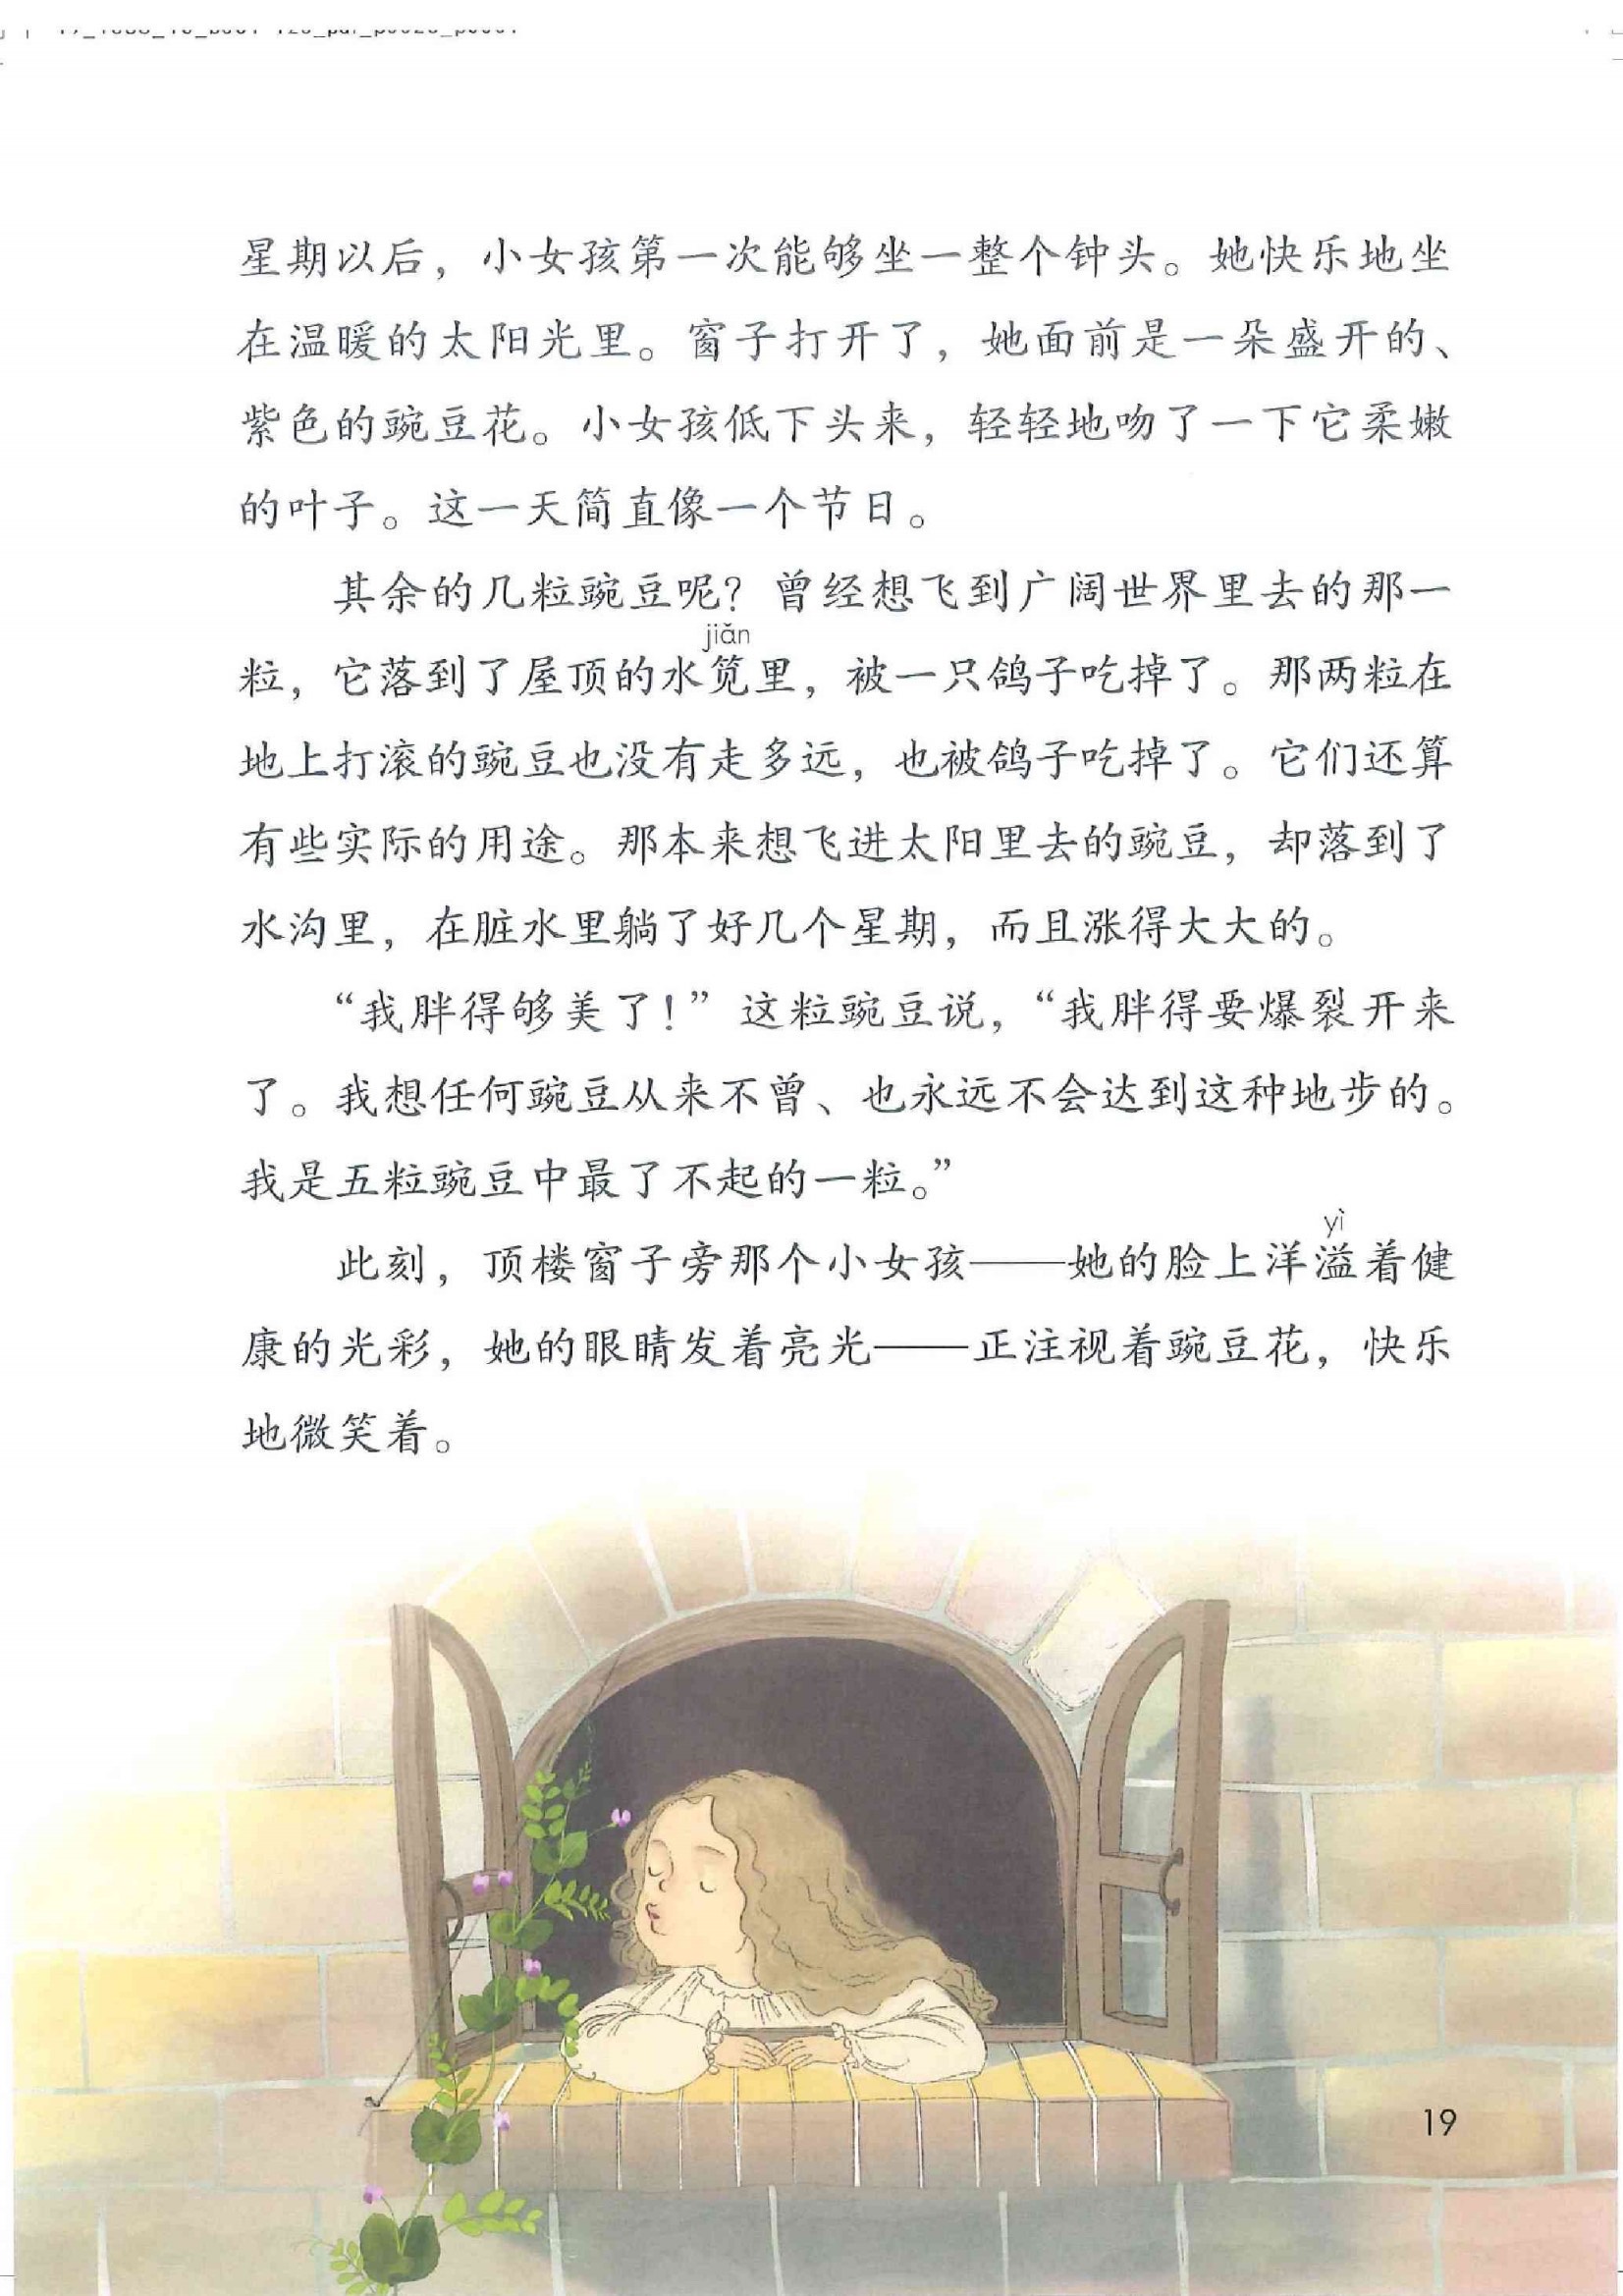 星期以后，小女孩第一次能够坐一整个钟头。她快乐地坐
在温暖的太阳光里。窗子打开了，她面前是一朵盛开的、
紫色的豌豆花。小女孩低下头来，轻轻地吻了一下它柔嫩
的叶子。这一天简直像一个节日。
其余的几粒豌豆呢？曾经想飞到广阔世界里去的那一
jiǎn
粒，它落到了屋顶的水笕里，被一只鸽子吃掉了。那两粒在
地上打滚的豌豆也没有走多远，也被鸽子吃掉了。它们还算
有些实际的用途。那本来想飞进太阳里去的豌豆，却落到了
水沟里，在脏水里躺了好几个星期，而且涨得大大的。
“我胖得够美了！”这粒豌豆说，“我胖得要爆裂开来
了。我想任何豌豆从来不曾、也永远不会达到这种地步的。
我是五粒豌豆中最了不起的一粒。”
yì
此刻，顶楼窗子旁那个小女孩——她的脸上洋溢着健
康的光彩，她的眼睛发着亮光——正注视着豌豆花，快乐
地微笑着。
19